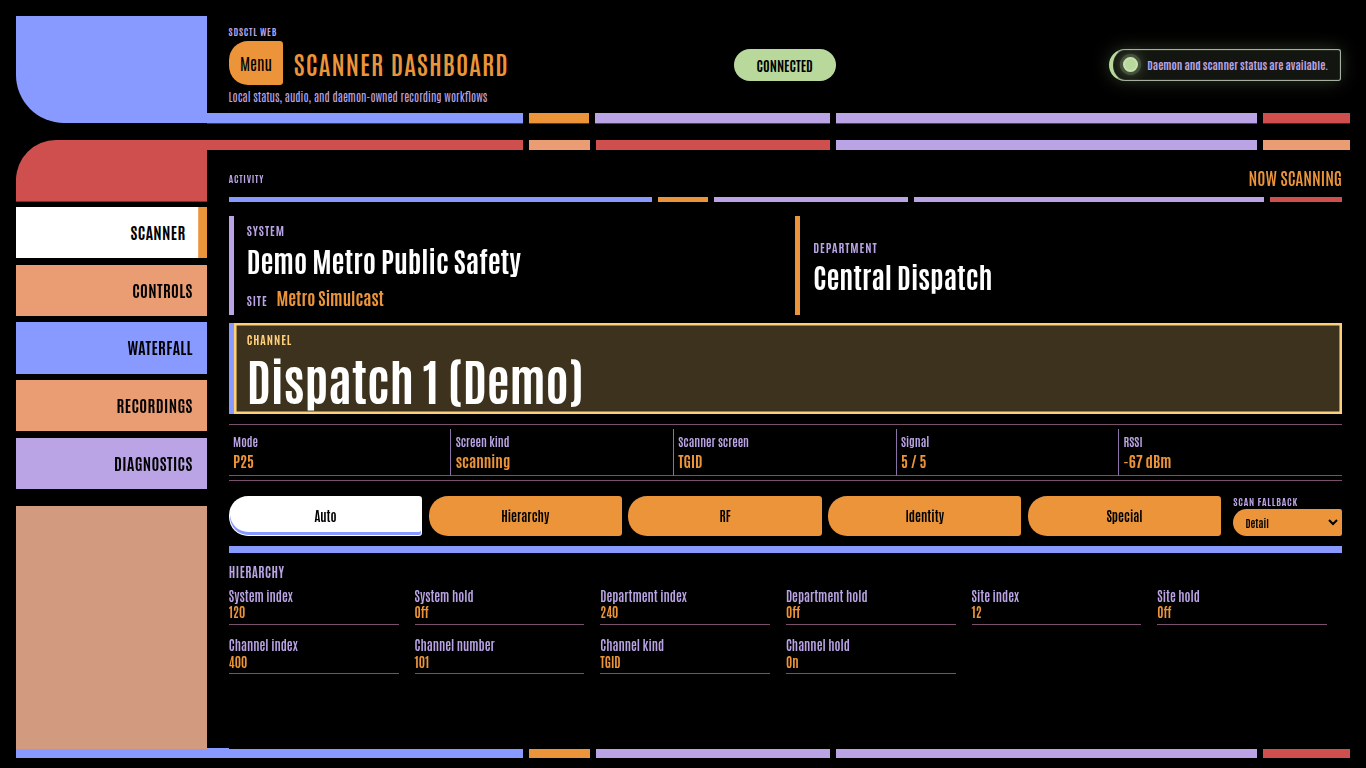 SDSCTL WEB
Menu
SCANNER DASHBOARD
Local status, audio, and daemon-owned recording workflows
CONNECTED
Daemon and scanner status are available.
SCANNER
CONTROLS
WATERFALL
RECORDINGS
DIAGNOSTICS
ACTIVITY
NOW SCANNING
SYSTEM
Demo Metro Public Safety
SITE Metro Simulcast
DEPARTMENT
Central Dispatch
CHANNEL
Dispatch 1 (Demo)
Mode
P25
Screen kind
scanning
Scanner screen
TGID
Signal
5 / 5
RSSI
-67 dBm
Auto
Hierarchy
RF
Identity
Special
SCAN FALLBACK
Detail
HIERARCHY
System index
120
System hold
Off
Department index
240
Department hold
Off
Site index
12
Site hold
Off
Channel index
400
Channel number
101
Channel kind
TGID
Channel hold
On